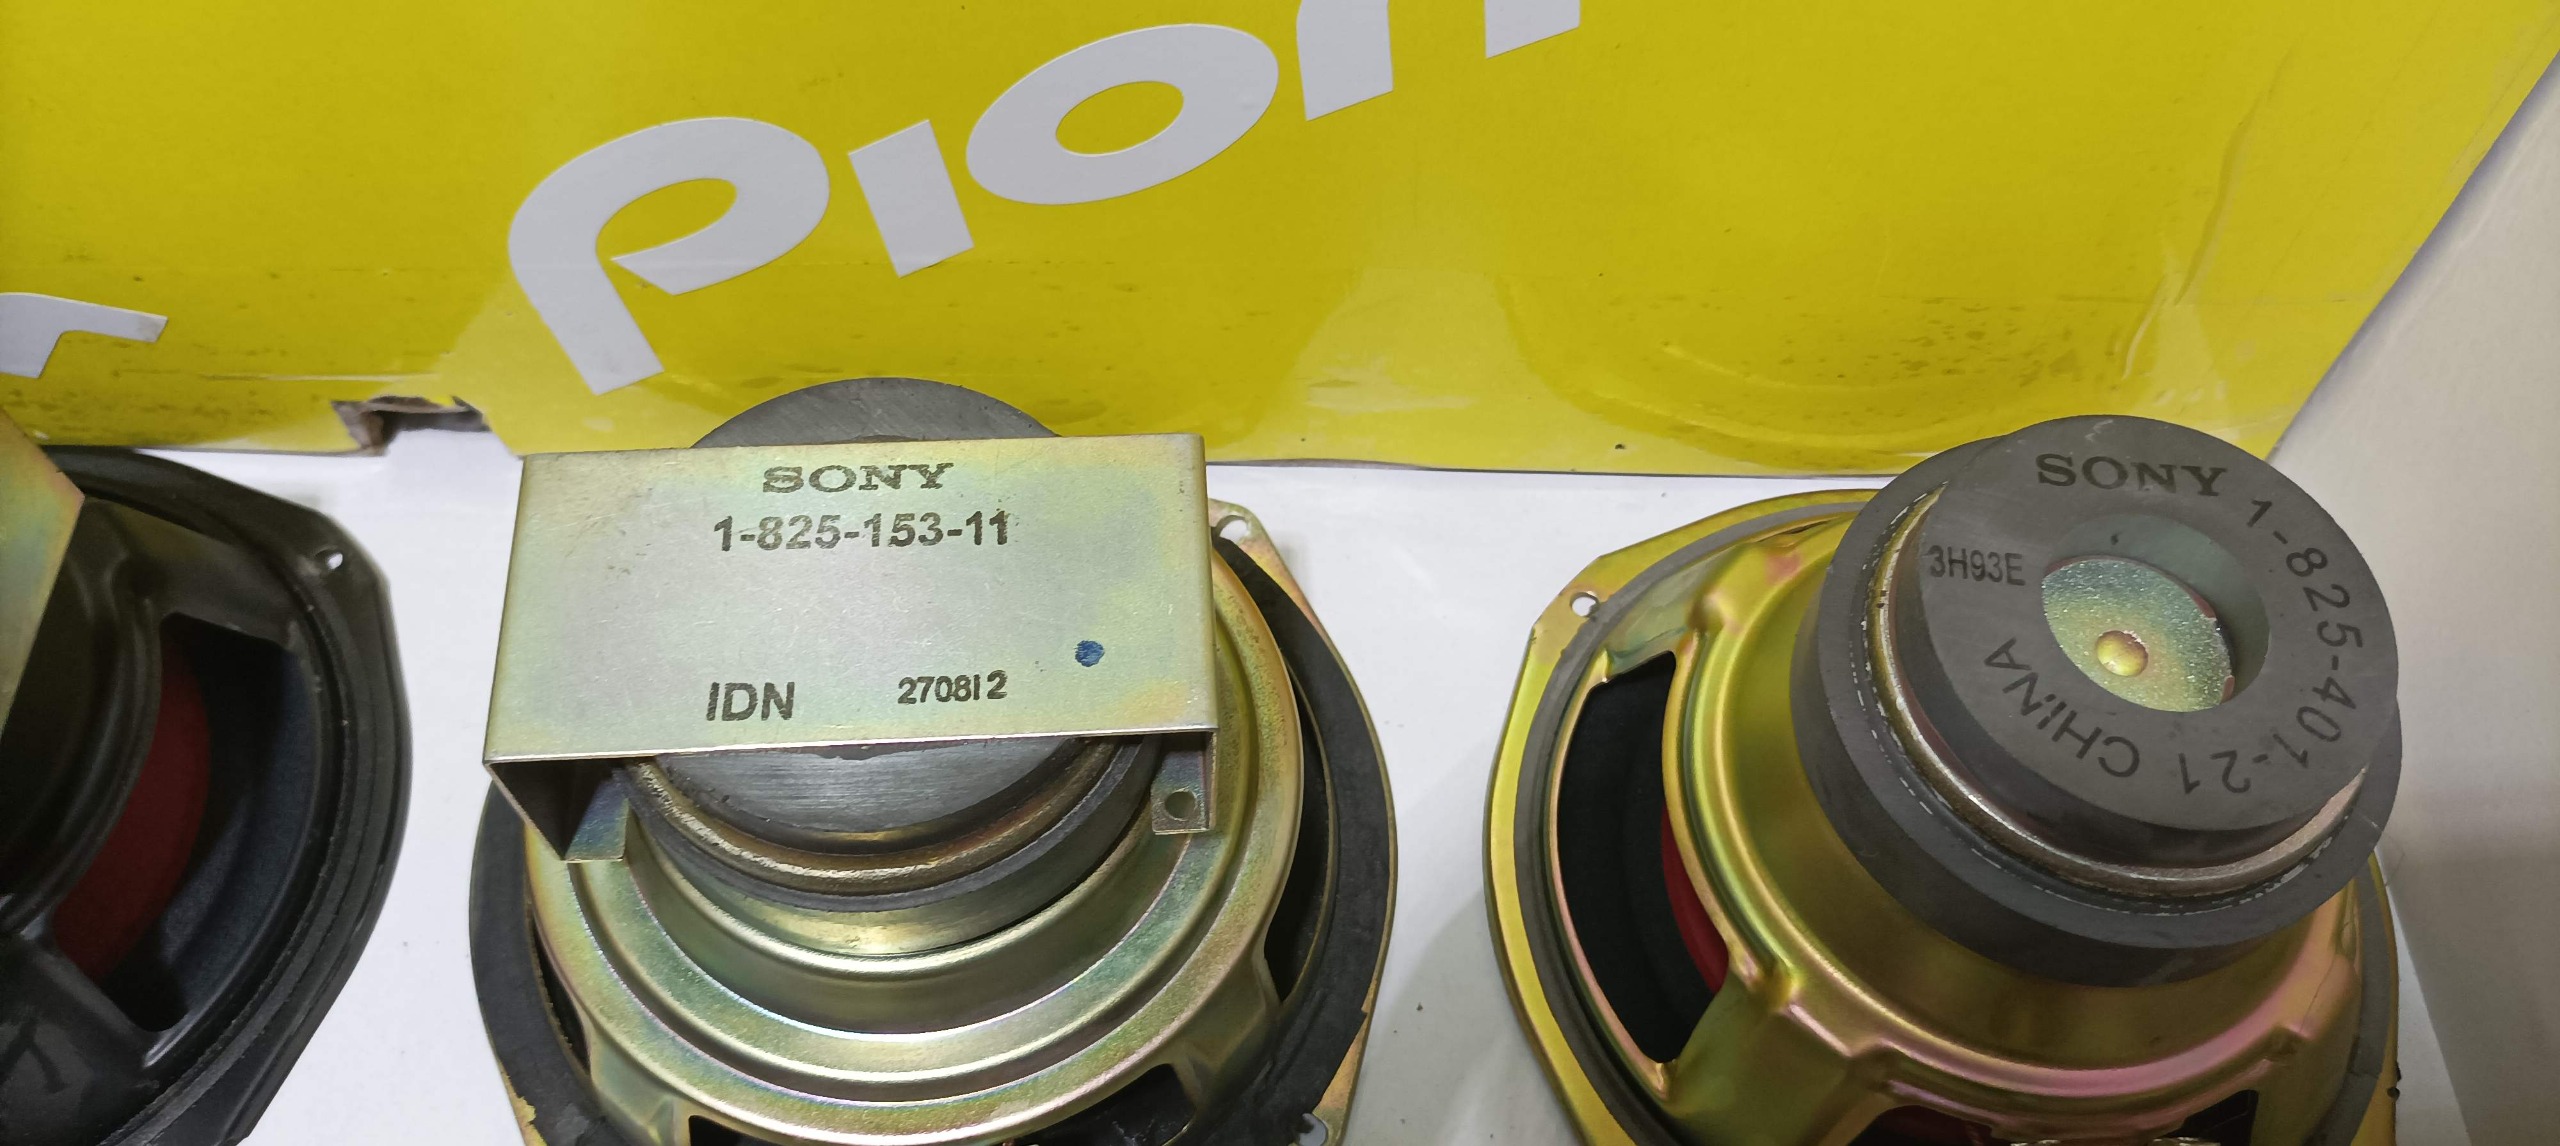 Pion
SONY
1-825-153-11
IDN 270812
SONY 1-825-401-21 CHINA
3H93E